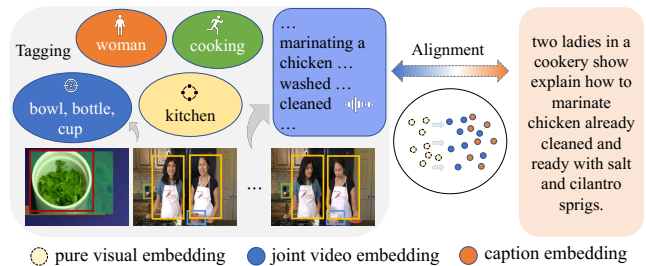 Tagging
woman
cooking
bowl, bottle,
cup
kitchen
...
marinating a
chicken ...
washed ...
cleaned
...
...
Alignment
two ladies in a
cookery show
explain how to
marinate
chicken already
cleaned and
ready with salt
and cilantro
sprigs.
pure visual embedding
joint video embedding
caption embedding